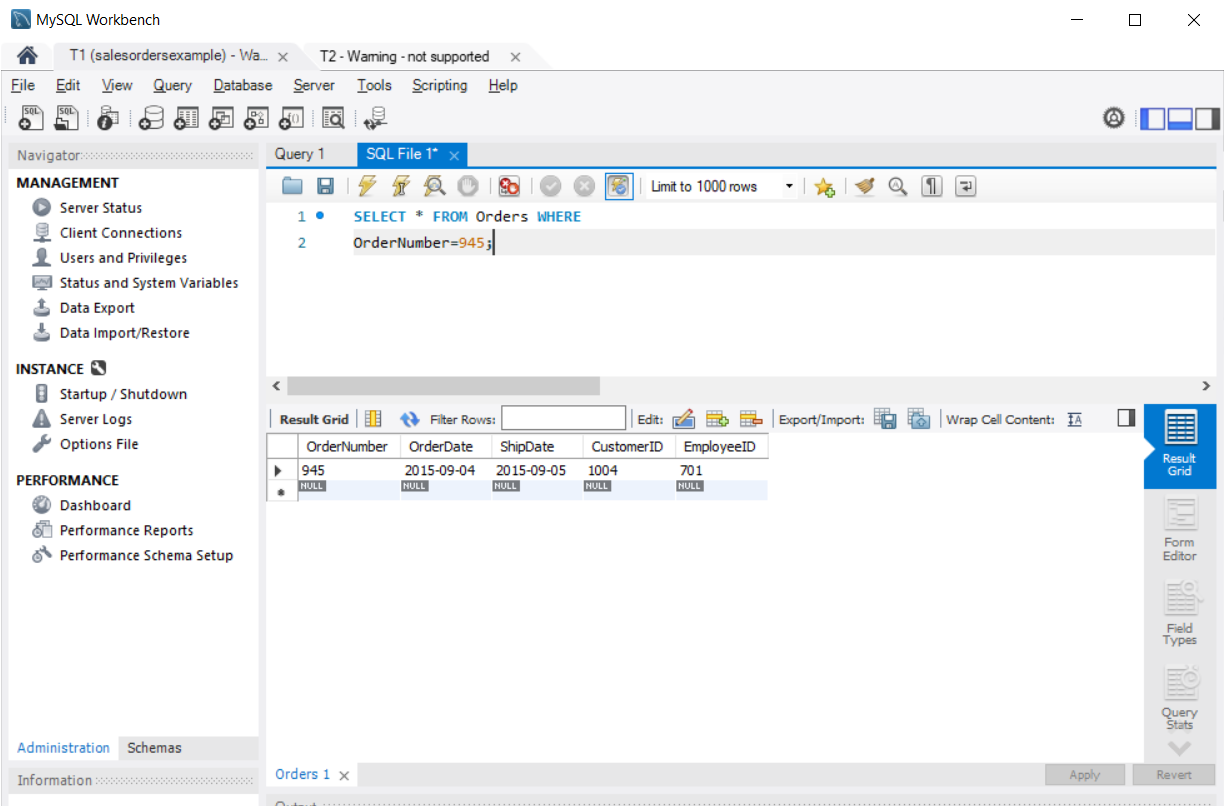 MySQL Workbench
T1 (salesordersexample) - Wa...
T2 - Warning - not supported
File Edit View Query Database Server Tools Scripting Help
Navigator
MANAGEMENT
Server Status
Client Connections
Users and Privileges
Status and System Variables
Data Export
Data Import/Restore
INSTANCE
Startup / Shutdown
Server Logs
Options File
PERFORMANCE
Dashboard
Performance Reports
Performance Schema Setup
Administration Schemas
Information
Query 1 SQL File 1*
Limit to 1000 rows
1 SELECT * FROM Orders WHERE
2 OrderNumber=945;
Result Grid Filter Rows: Edit: Export/Import: Wrap Cell Content:
OrderNumber OrderDate ShipDate CustomerID EmployeeID
945 2015-09-04 2015-09-05 1004 701
NULL NULL NULL NULL NULL
Result
Grid
Form
Editor
Field
Types
Query
Stats
Orders 1
Apply Revert